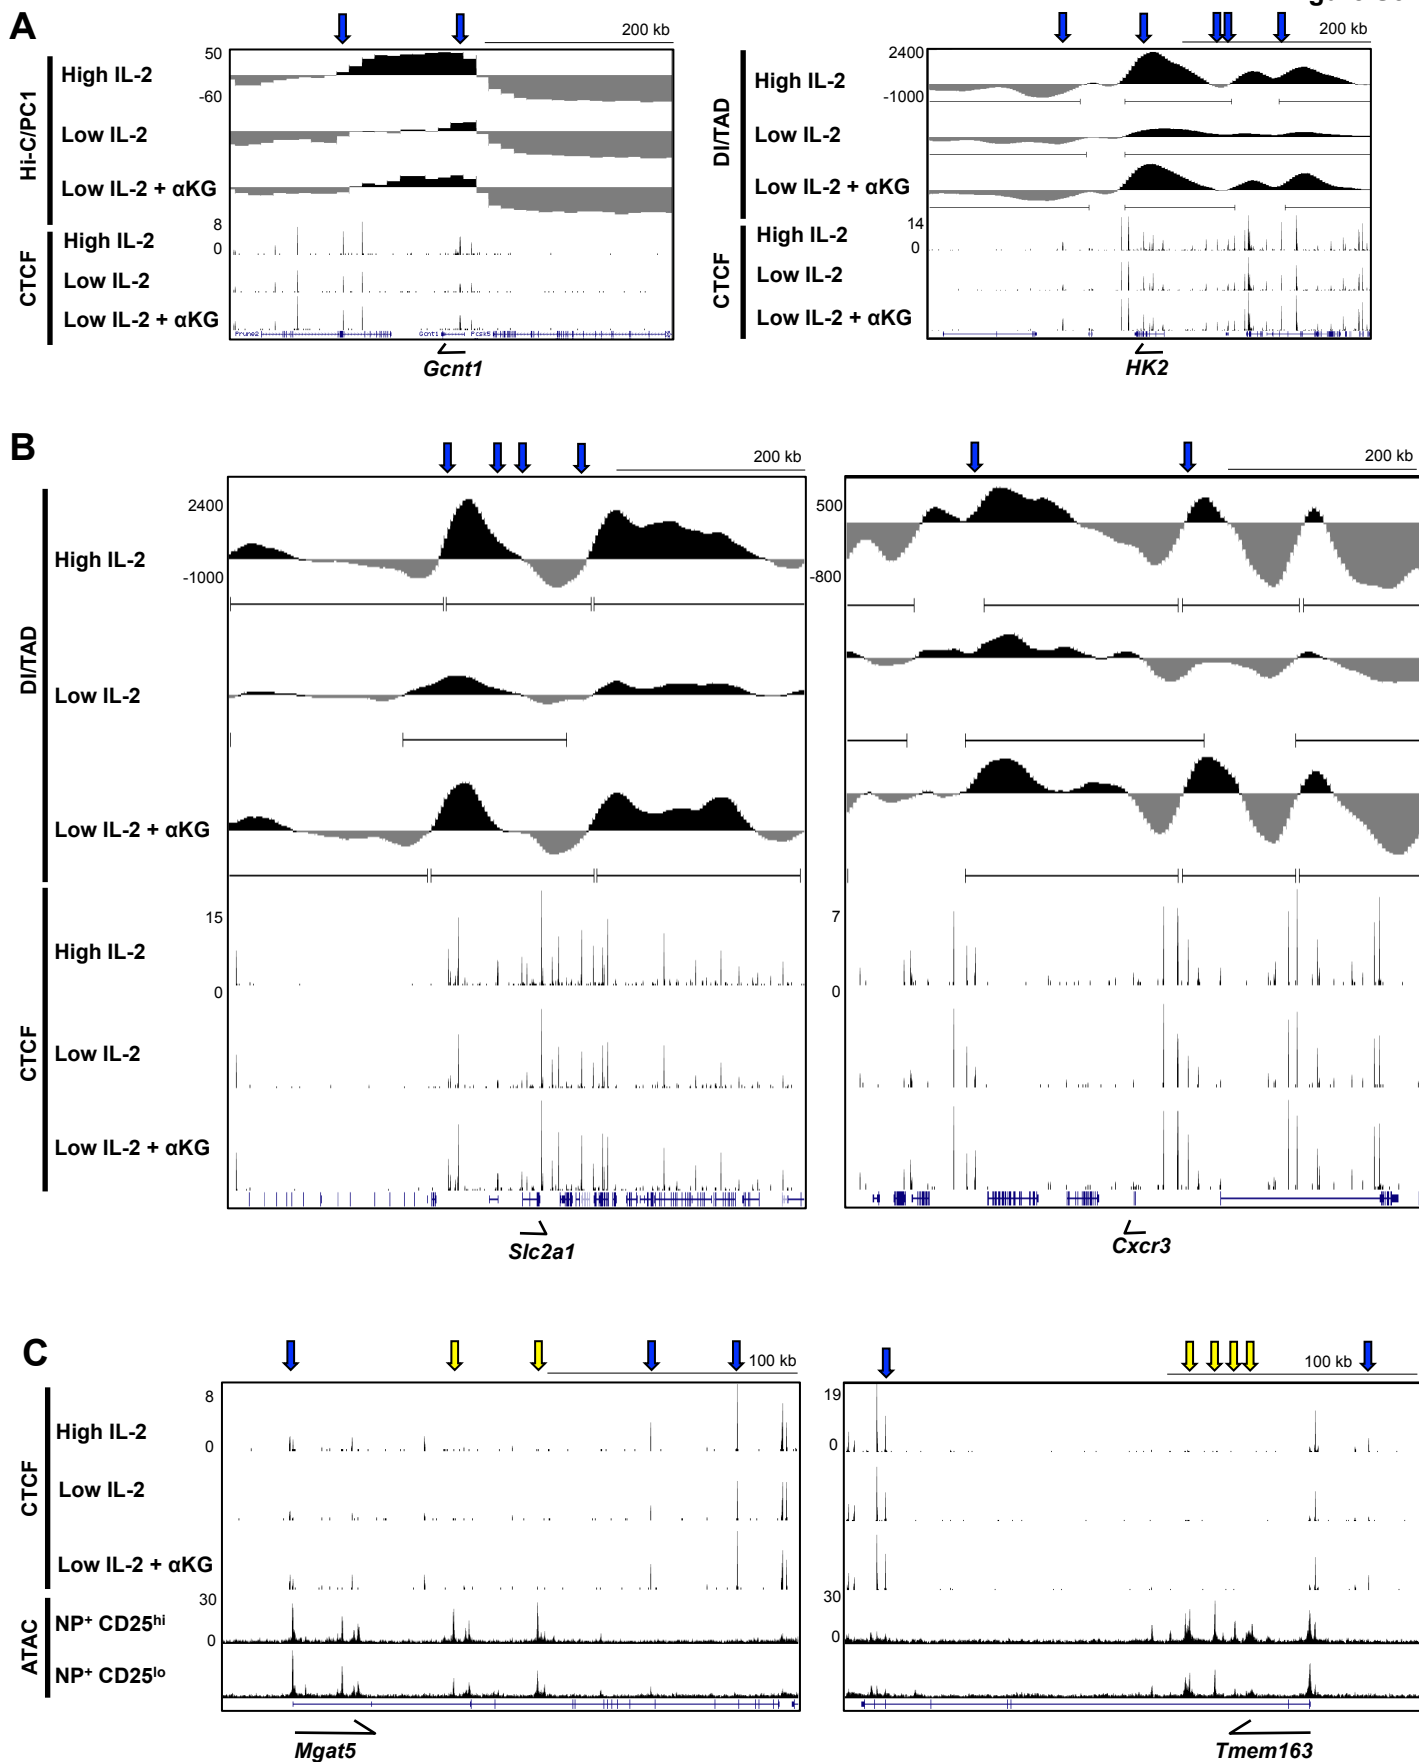 A
200 kb
Hi-C/PC1
High IL-2
50
-60
Low IL-2
Low IL-2 + αKG
CTCF
High IL-2
8
0
Low IL-2
Low IL-2 + αKG
Prune2 Gcnt1 Pcsk5
Gcnt1
200 kb
DI/TAD
High IL-2
2400
-1000
Low IL-2
Low IL-2 + αKG
CTCF
High IL-2
14
0
Low IL-2
Low IL-2 + αKG
HK2
B
200 kb
200 kb
DI/TAD
High IL-2
2400
-1000
500
-800
Low IL-2
Low IL-2 + αKG
CTCF
High IL-2
15
0
7
0
Low IL-2
Low IL-2 + αKG
Slc2a1
Cxcr3
C
100 kb
100 kb
CTCF
High IL-2
8
0
19
0
Low IL-2
Low IL-2 + αKG
ATAC
NP+ CD25hi
30
0
30
0
NP+ CD25lo
Mgat5
Tmem163